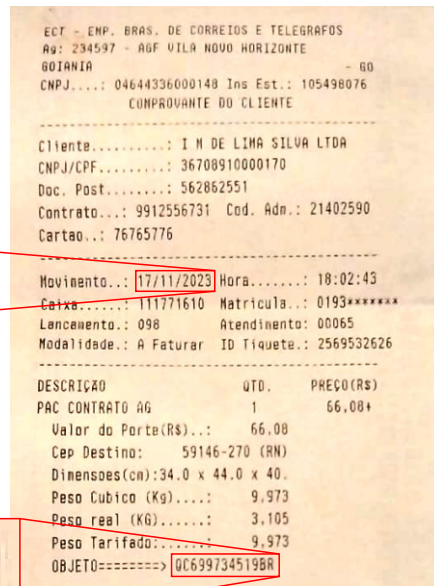 ECT - EMP. BRAS. DE CORREIOS E TELEGRAFOS
Ag: 234597 - AGF VILA NOVO HORIZONTE
GOIANIA - GO
CNPJ....: 04644336000148 Ins Est.: 105498076
COMPROVANTE DO CLIENTE
Cliente..........: I M DE LIMA SILVA LTDA
CNPJ/CPF.........: 36708910000170
Doc. Post........: 562862551
Contrato...: 9912556731 Cod. Adm.: 21402590
Cartao..: 76765776
Movimento..: 17/11/2023 Hora.......: 18:02:43
Caixa......: 111771610 Matricula..: 0193*******
Lancamento.: 098 Atendimento: 00065
Modalidade.: A Faturar ID Tiquete.: 2569532626
DESCRIÇÃO QTD. PREÇO(R$)
PAC CONTRATO AG 1 66,08+
Valor do Porte(R$)..: 66,08
Cep Destino: 59146-270 (RN)
Dimensoes(cm):34.0 x 44.0 x 40.
Peso Cubico (Kg)....: 9,973
Peso real (KG)......: 3,105
Peso Tarifado:......: 9,973
OBJETO========> QC699734519BR